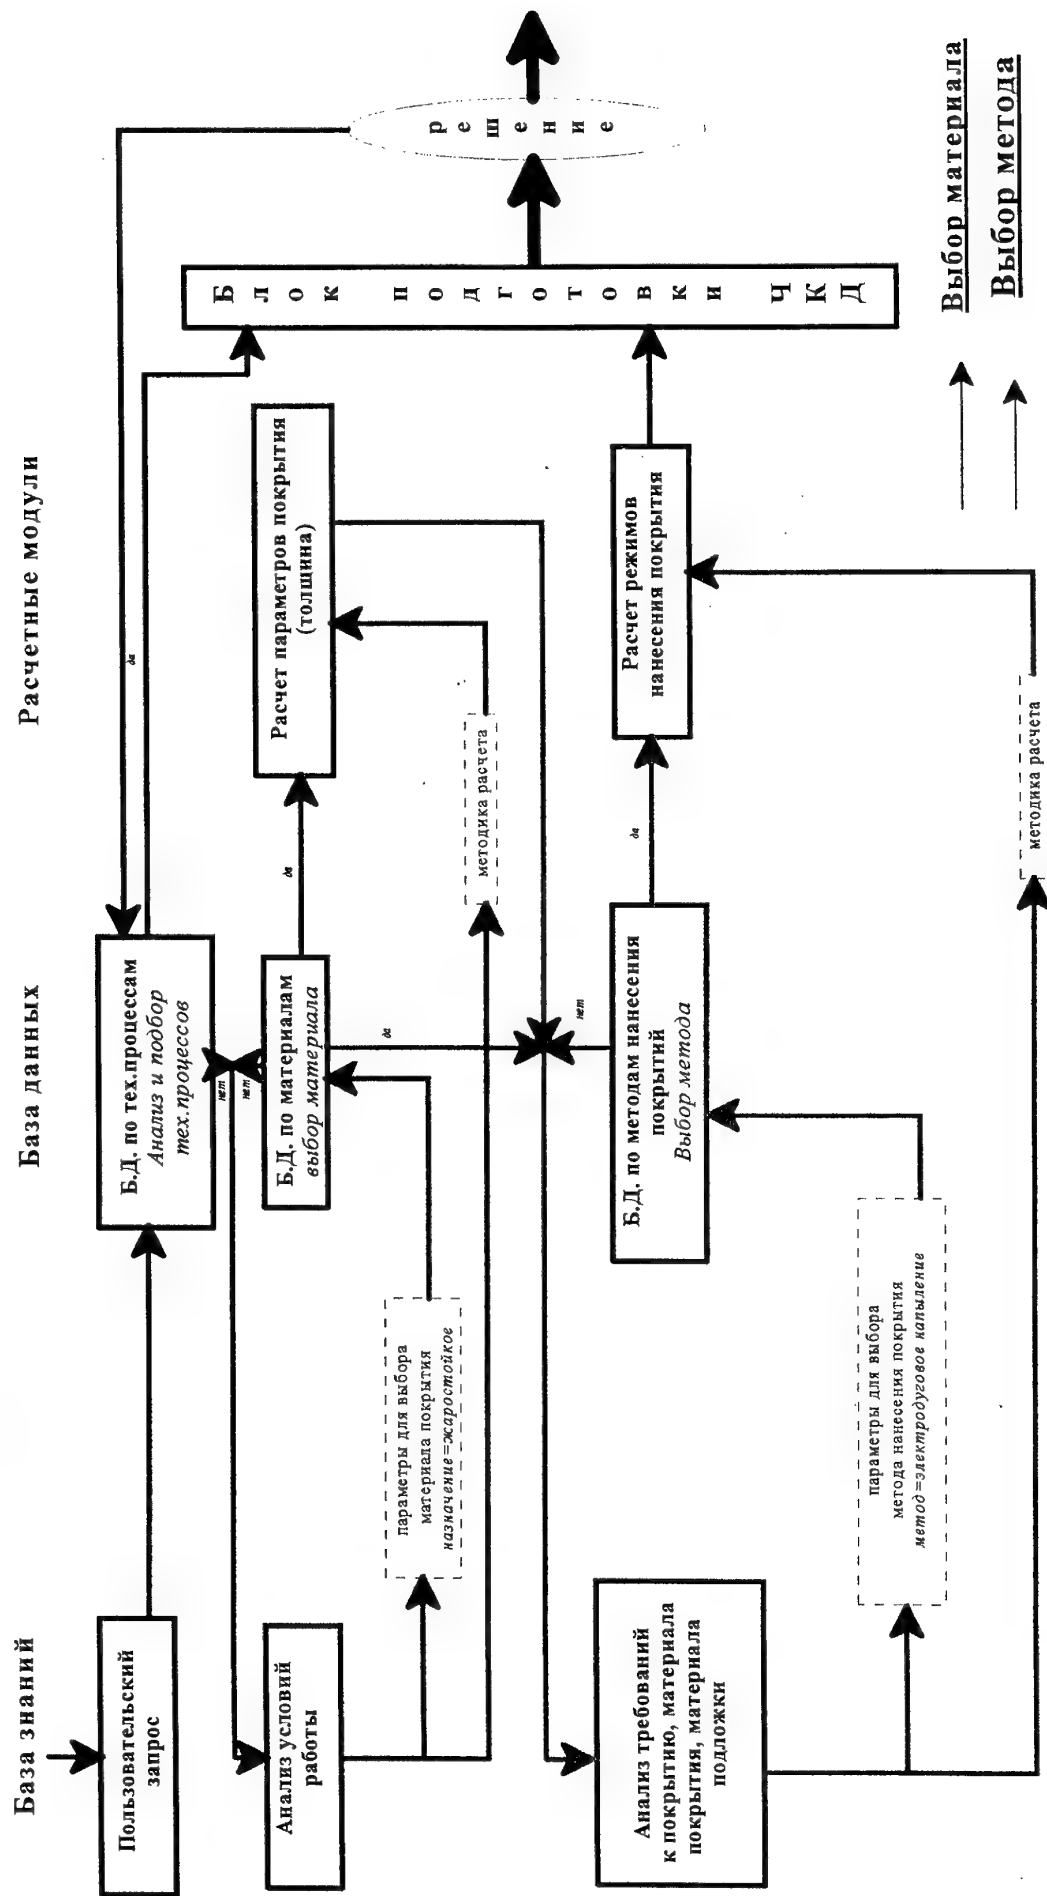 База знаний
База данных
Расчетные модули
Пользовательский
запрос
Б.Д. по тех.процессам
Анализ и подбор
тех.процессов
да
нет
нет
Анализ условий
работы
Б.Д. по материалам
выбор материала
да
Расчет параметров покрытия
(толщина)
параметры для выбора
материала покрытия
назначение=жаростойкое
да
методика расчета
нет
Анализ требований
к покрытию, материала
покрытия, материала
подложки
Б.Д. по методам нанесения
покрытий
Выбор метода
да
Расчет режимов
нанесения покрытия
параметры для выбора
метода нанесения покрытия
метод=электродуговое напыление
методика расчета
Блок подготовки ЧКД
решение
Выбор материала
Выбор метода